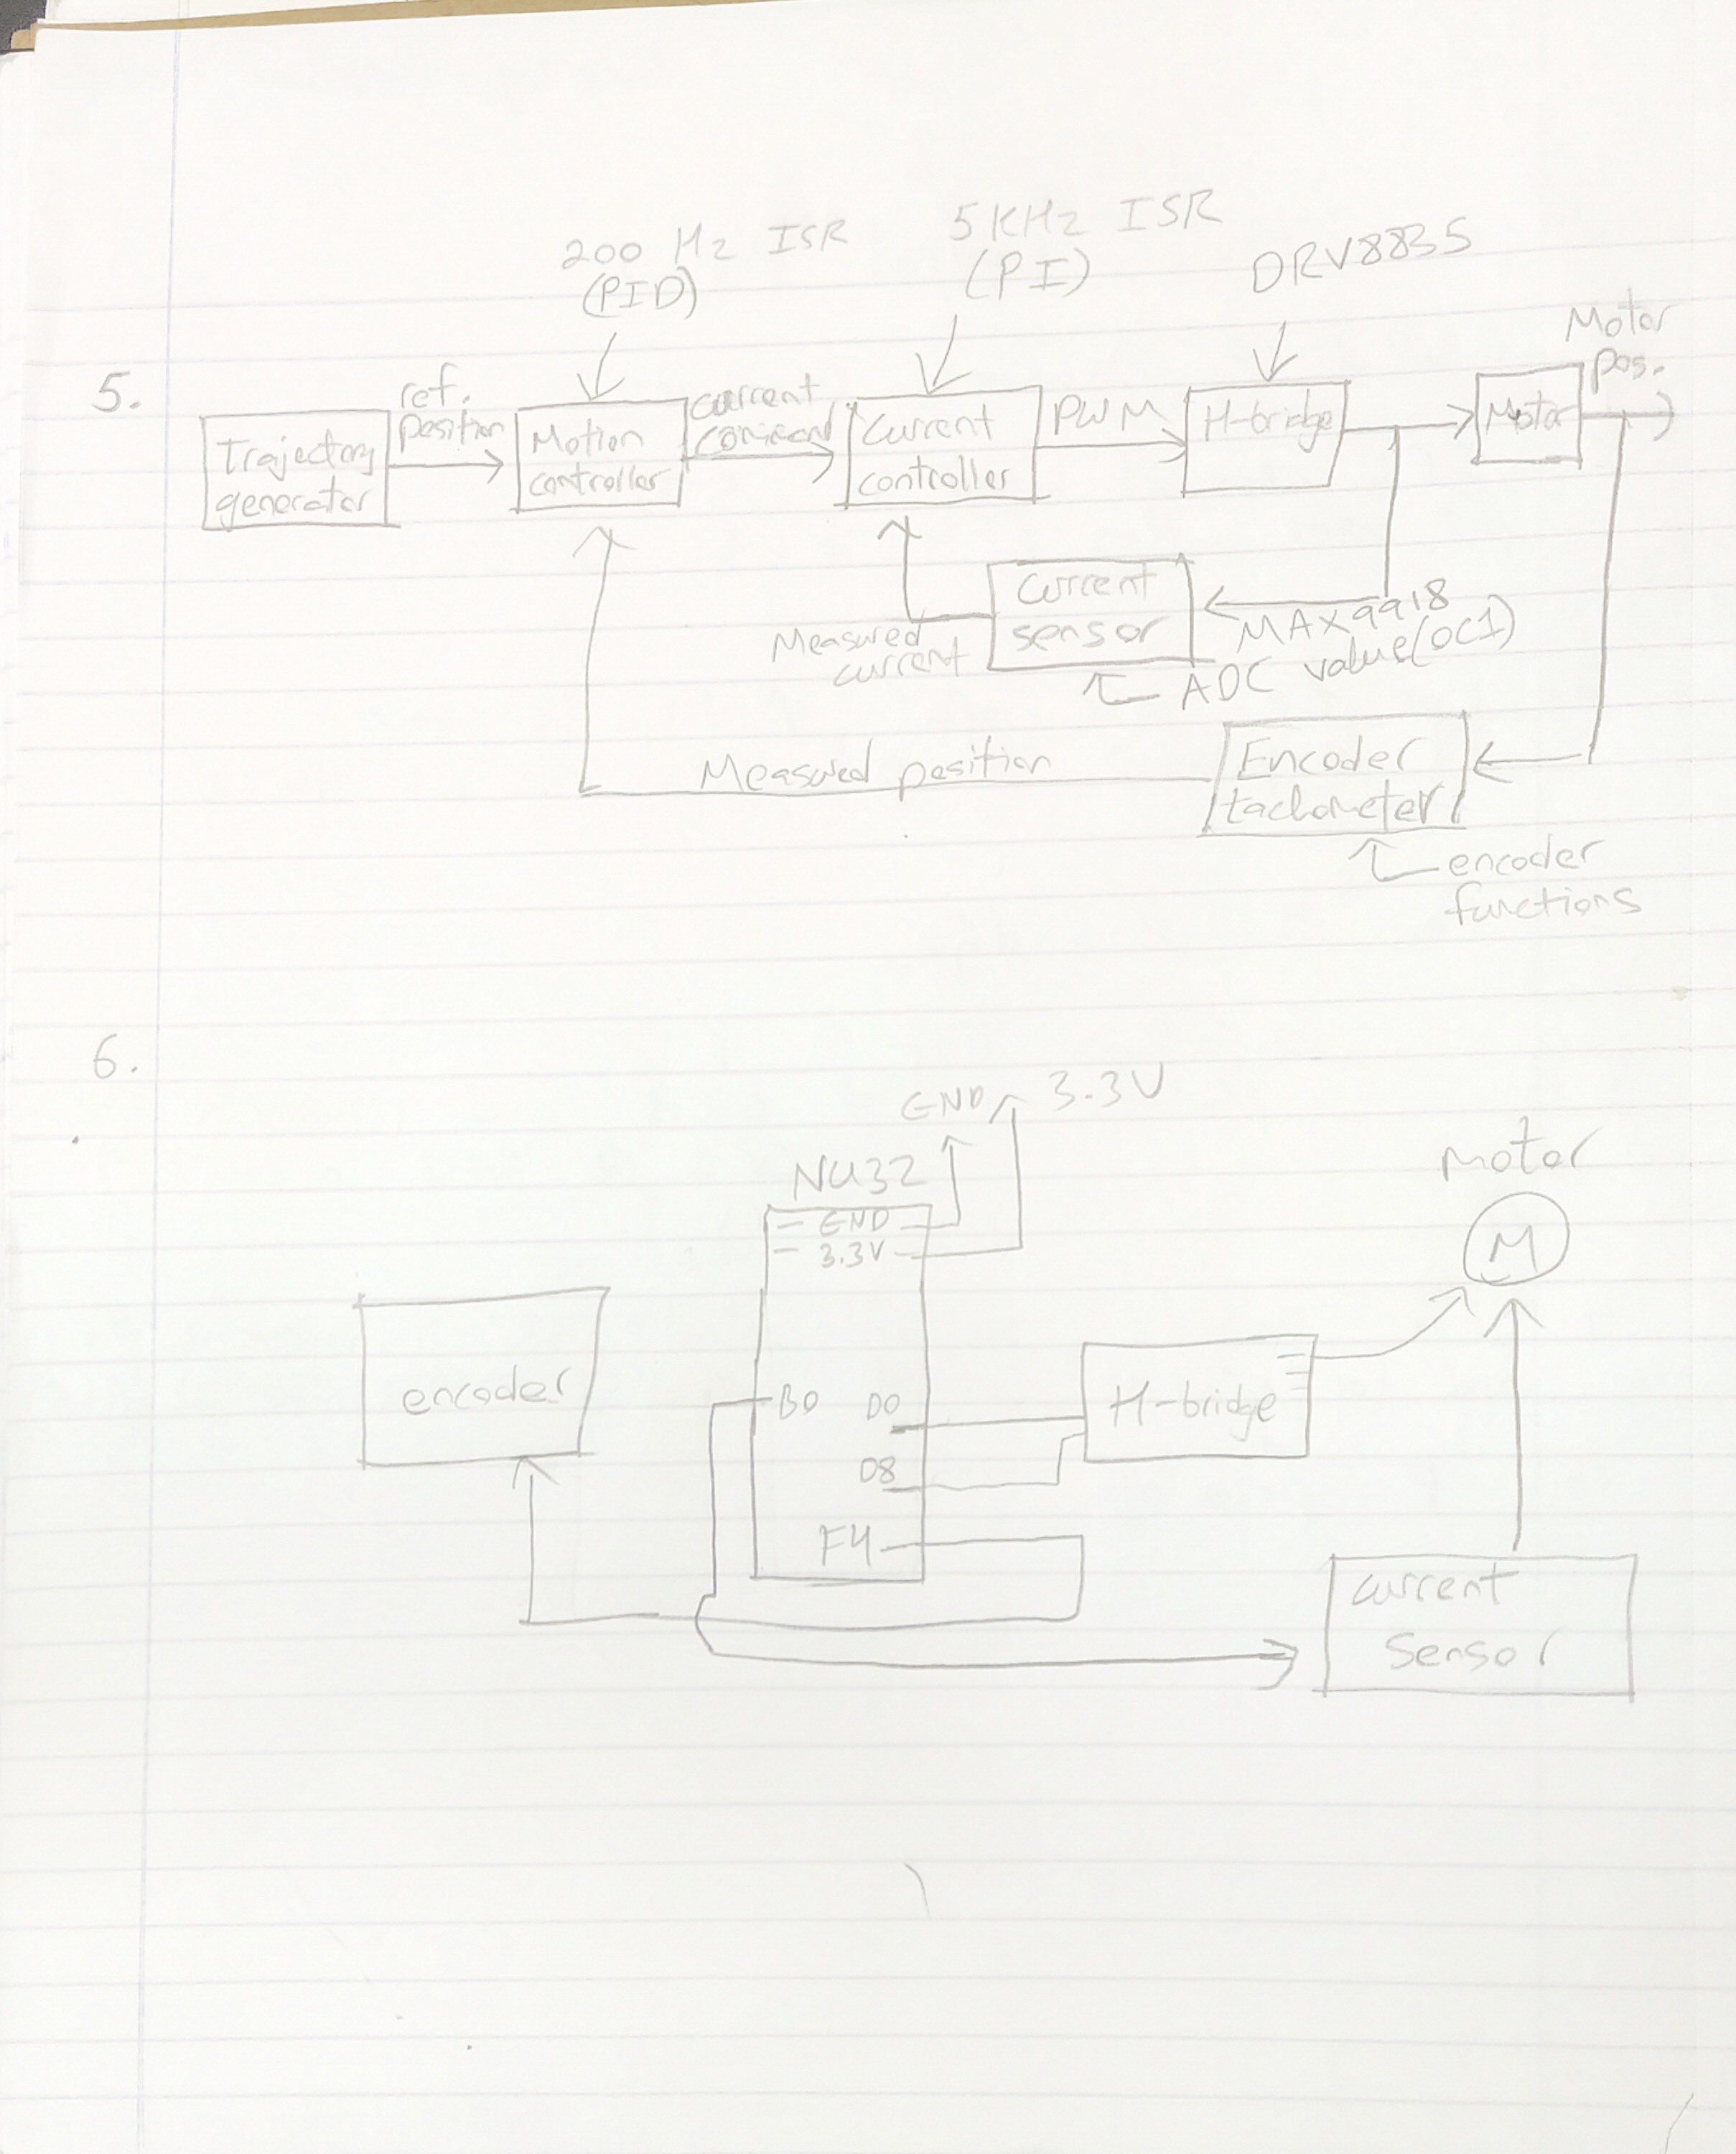 200 Hz ISR
(PID)
5KHz ISR
(PI)
DRV8835
Motor
pos.
5.
Trajectory
generator
ref.
position
Motion
controller
current
command
Current
controller
PWM
H-bridge
Motor
Current
sensor
Measured
current
MAX9918
ADC value(OC1)
Measured position
Encoder
tachometer
encoder
functions
6.
GND 3.3V
NU32
GND
3.3V
Motor
M
encoder
B0 D0
D8
F4
H-bridge
current
sensor